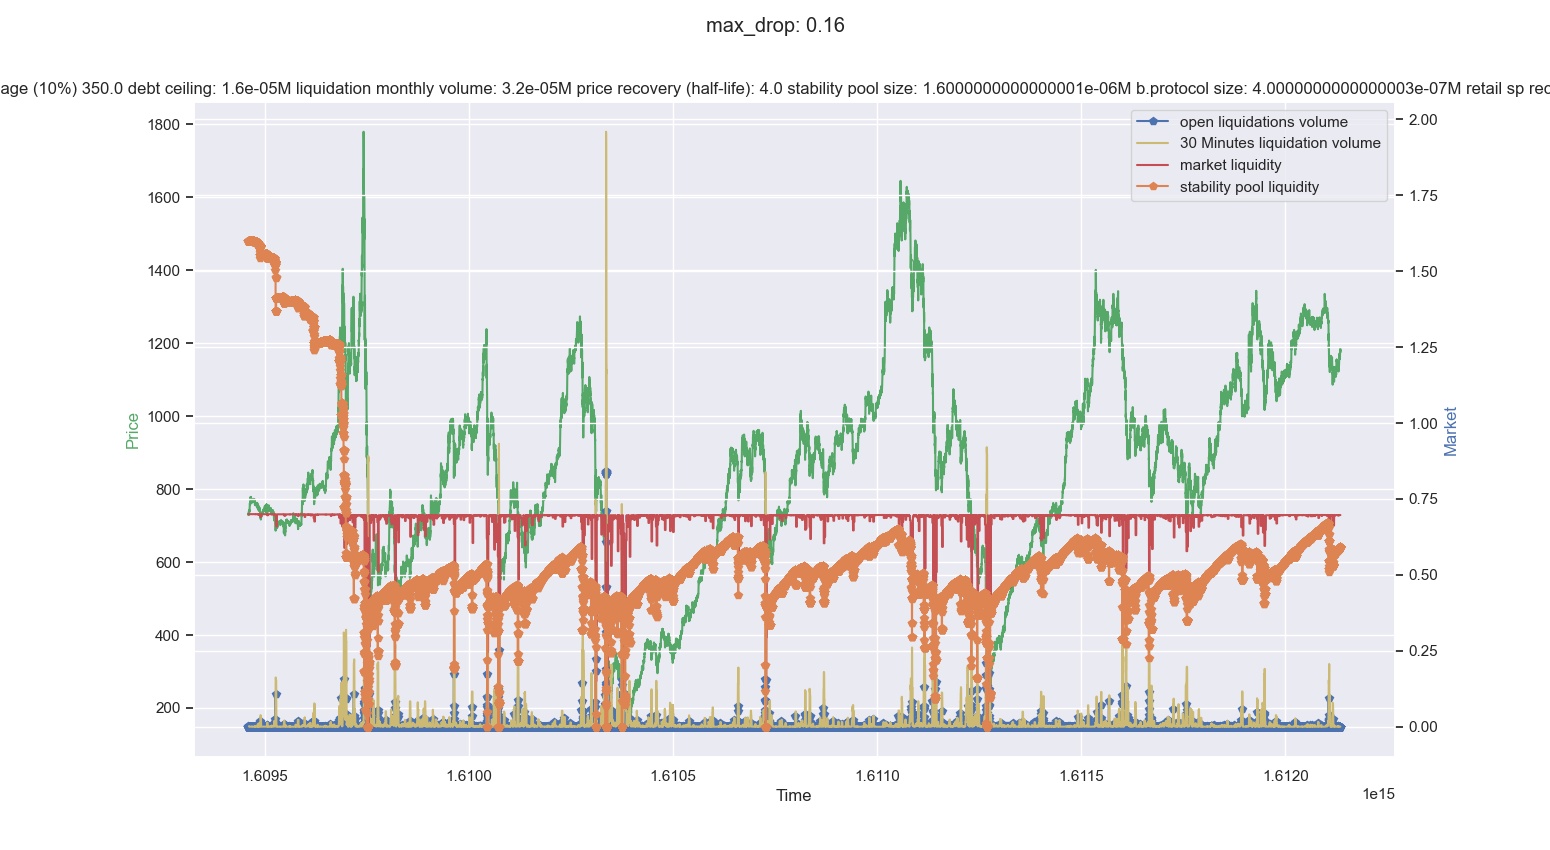 max_drop: 0.16
age (10%) 350.0 debt ceiling: 1.6e-05M liquidation monthly volume: 3.2e-05M price recovery (half-life): 4.0 stability pool size: 1.6000000000000001e-06M b.protocol size: 4.0000000000000003e-07M retail sp rec
open liquidations volume
30 Minutes liquidation volume
market liquidity
stability pool liquidity
1800
1600
1400
1200
1000
800
600
400
200
Price
2.00
1.75
1.50
1.25
1.00
0.75
0.50
0.25
0.00
Market
1.6095
1.6100
1.6105
1.6110
1.6115
1.6120
1e15
Time